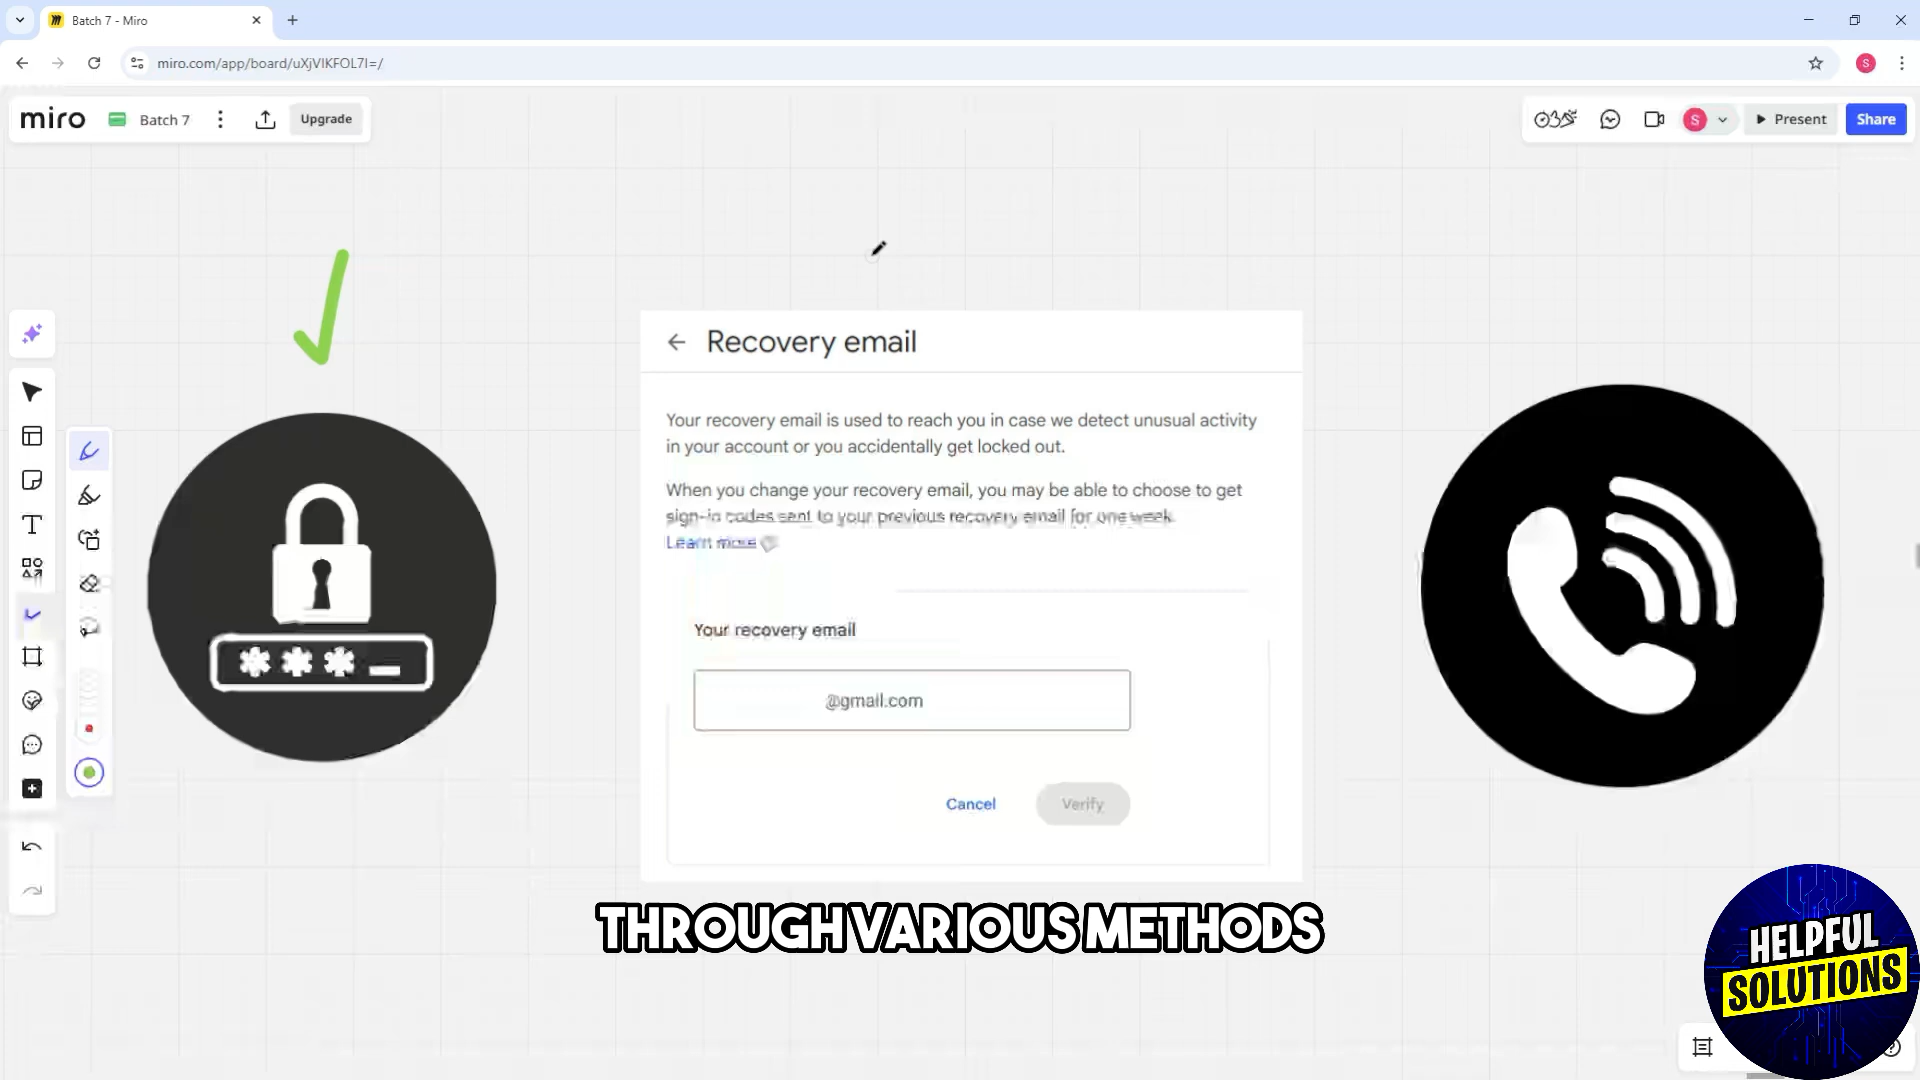 Batch 7 - Miro
miro.com/app/board/uXjVIKFOL7I=/
miro
Batch 7
Upgrade
S
Present
Share
Recovery email
Your recovery email is used to reach you in case we detect unusual activity
in your account or you accidentally get locked out.
When you change your recovery email, you may be able to choose to get
sign-in codes sent to your previous recovery email for one week.
Learn more
Your recovery email
@gmail.com
Cancel
Verify
***_
THROUGH VARIOUS METHODS
HELPFUL
SOLUTIONS